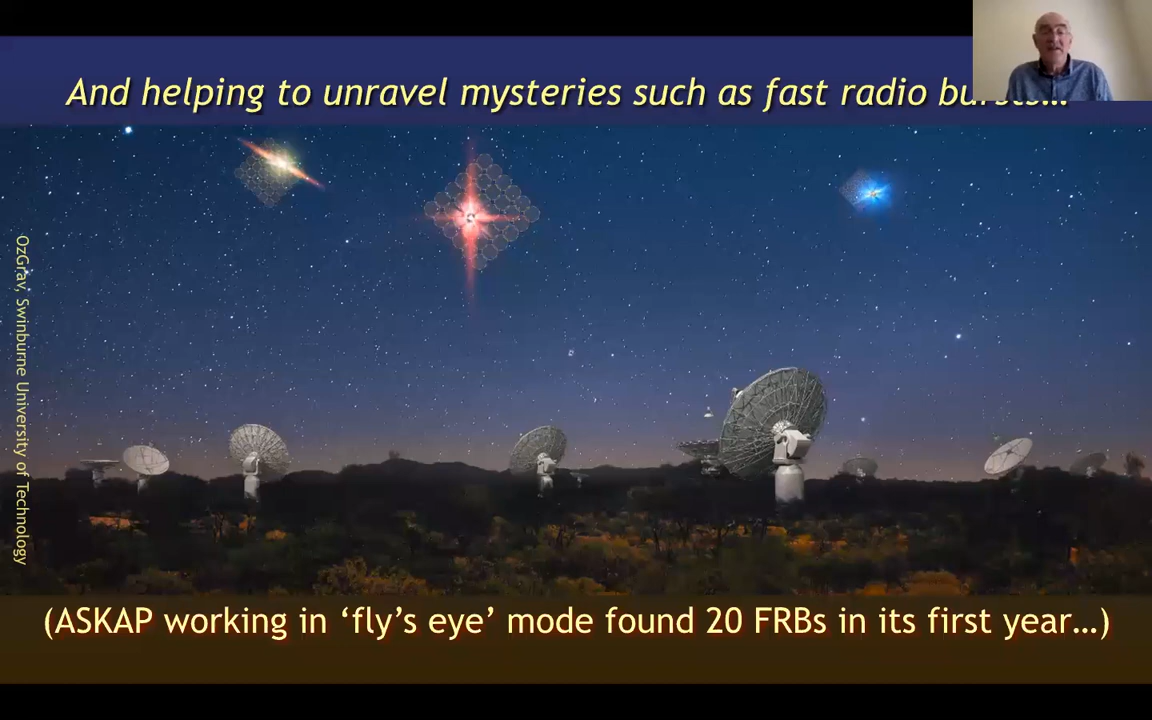 And helping to unravel mysteries such as fast radio bursts…
OzGrav, Swinburne University of Technology
(ASKAP working in ‘fly’s eye’ mode found 20 FRBs in its first year…)